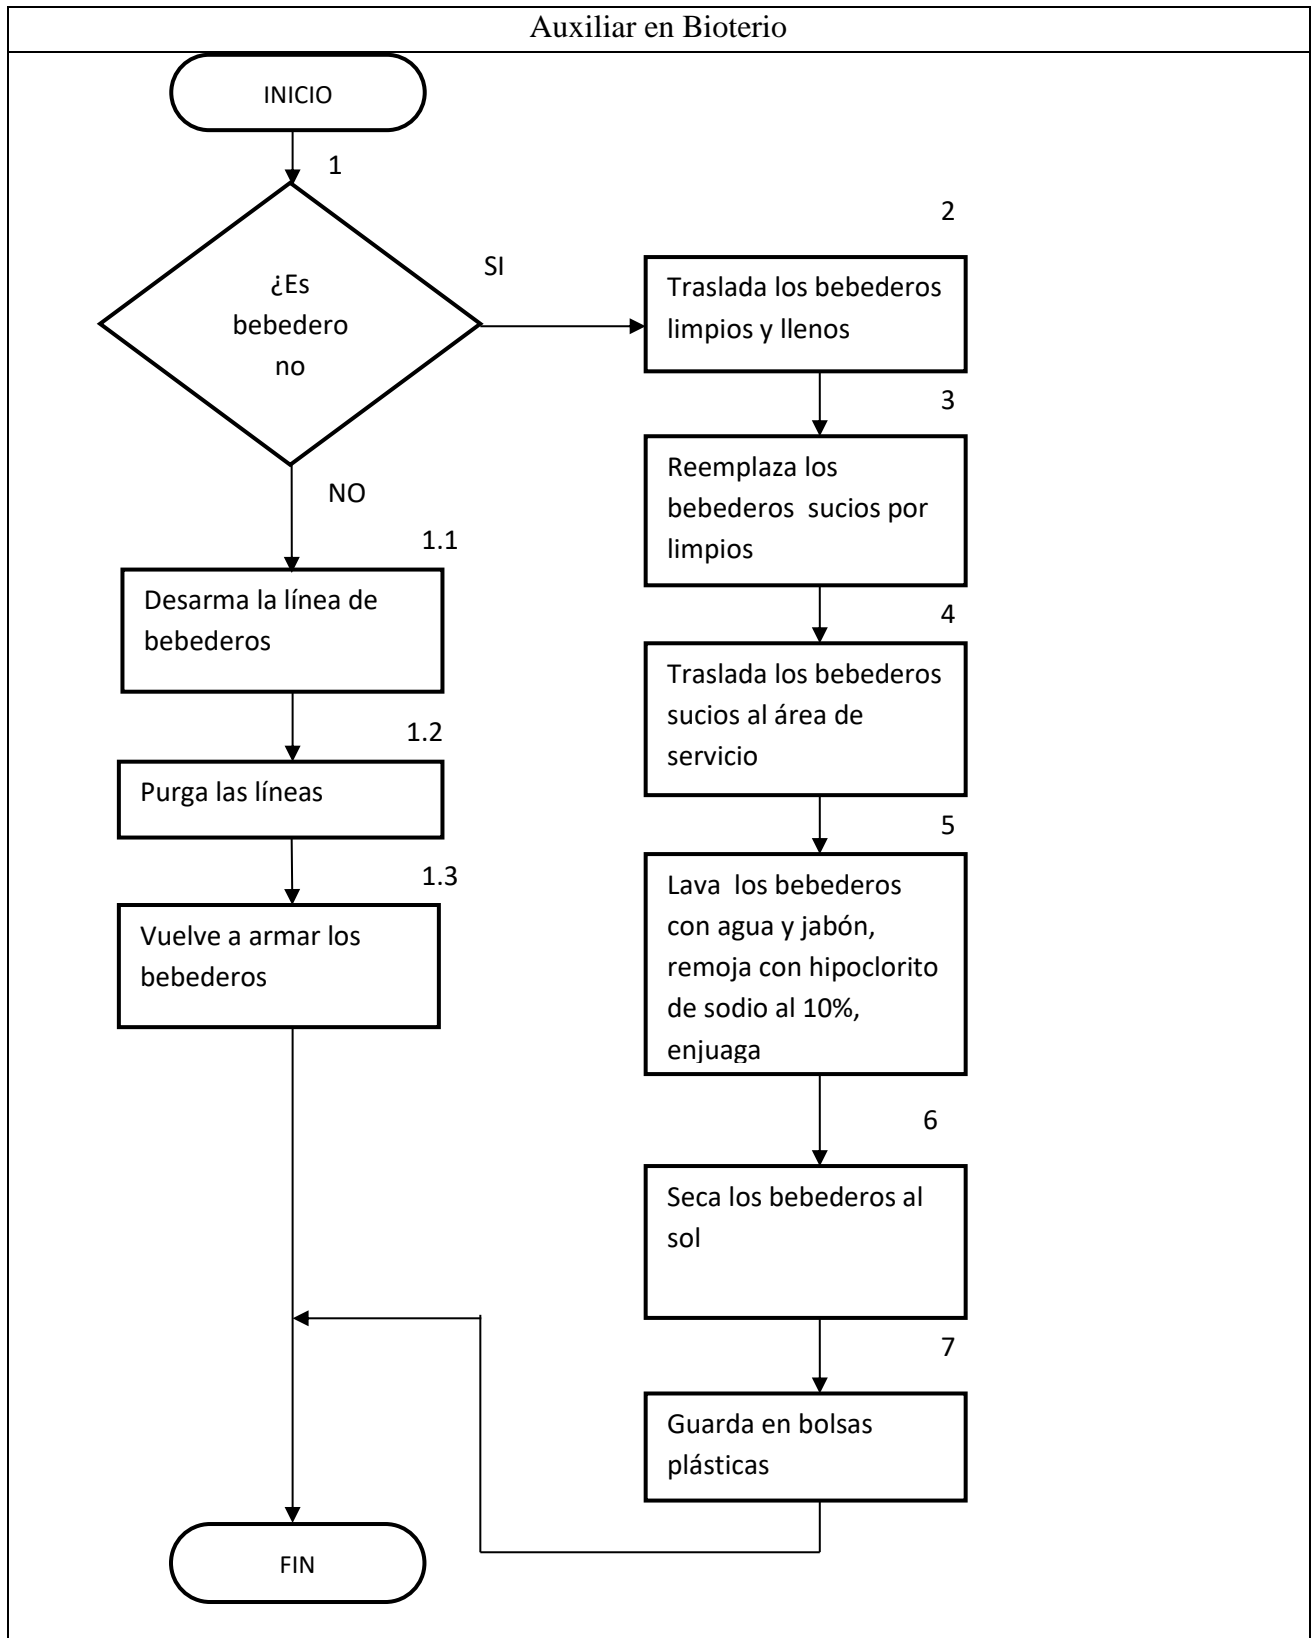 Auxiliar en Bioterio
INICIO
1
¿Es
bebedero
no
SI
NO
1.1
Desarma la línea de
bebederos
1.2
Purga las líneas
1.3
Vuelve a armar los
bebederos
2
Traslada los bebederos
limpios y llenos
3
Reemplaza los
bebederos sucios por
limpios
4
Traslada los bebederos
sucios al área de
servicio
5
Lava los bebederos
con agua y jabón,
remoja con hipoclorito
de sodio al 10%,
enjuaga
6
Seca los bebederos al
sol
7
Guarda en bolsas
plásticas
FIN